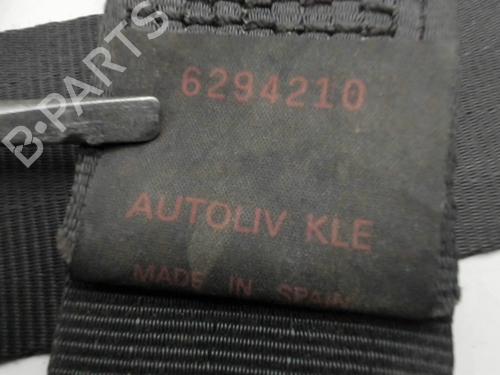 6294210
B-PARTS
AUTOLIV KLE
MADE IN SPAIN